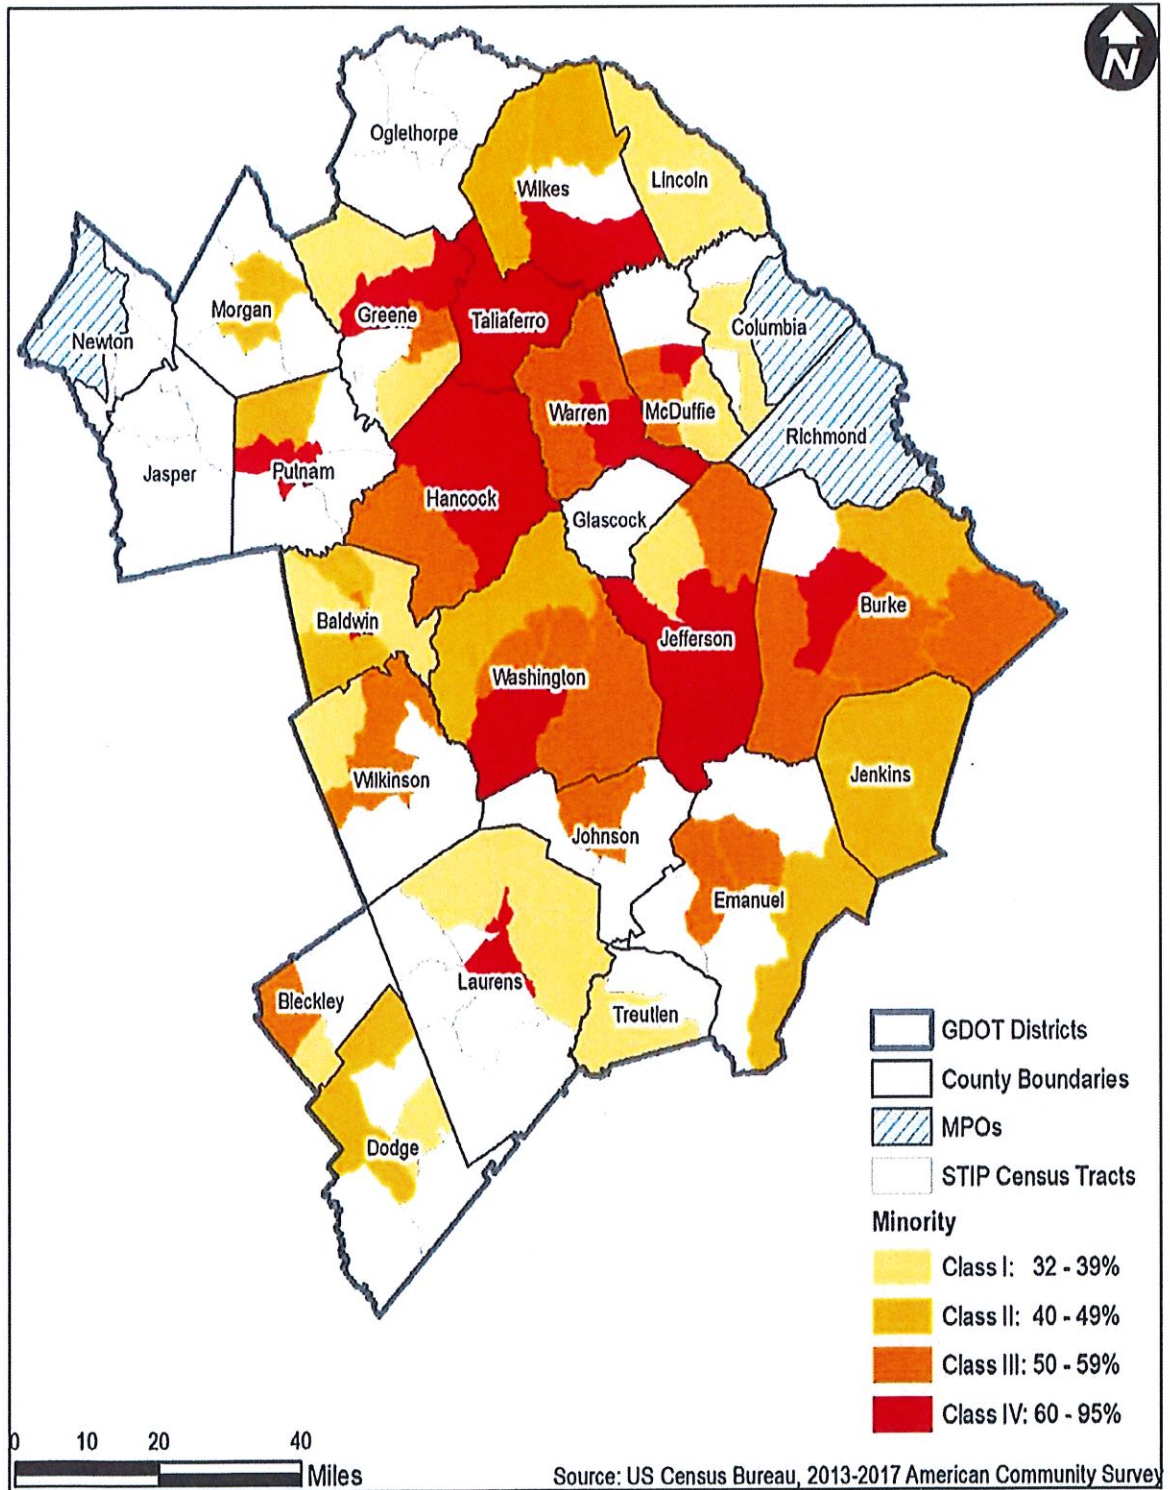 N
Oglethorpe
Wilkes
Lincoln
Morgan
Greene
Taliaferro
Columbia
Newton
Warren
McDuffie
Richmond
Jasper
Putnam
Hancock
Glascock
Baldwin
Burke
Jefferson
Washington
Wilkinson
Jenkins
Johnson
Emanuel
Laurens
Bleckley
Treutlen
Dodge
GDOT Districts
County Boundaries
MPOs
STIP Census Tracts
Minority
Class I: 32 - 39%
Class II: 40 - 49%
Class III: 50 - 59%
Class IV: 60 - 95%
0 10 20 40
Miles
Source: US Census Bureau, 2013-2017 American Community Survey